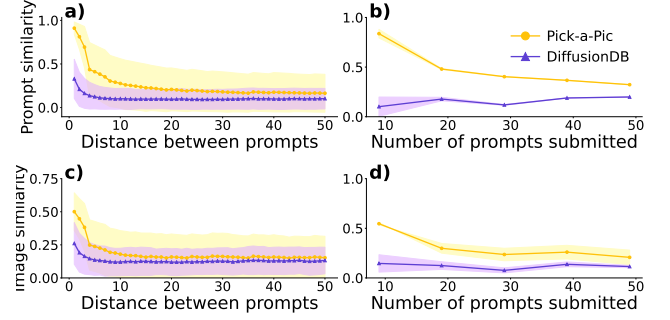 a)
Prompt similarity
1.0
0.5
0.0
0 10 20 30 40 50
Distance between prompts
b)
1.0
0.5
0.0
Pick-a-Pic
DiffusionDB
10 20 30 40 50
Number of prompts submitted
c)
Image similarity
0.75
0.50
0.25
0.00
0 10 20 30 40 50
Distance between prompts
d)
1.0
0.5
0.0
10 20 30 40 50
Number of prompts submitted